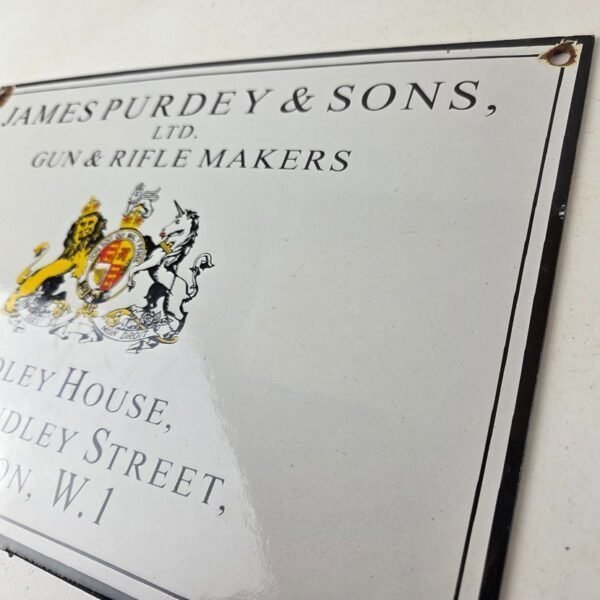 JAMES PURDEY & SONS,
LTD.
GUN & RIFLE MAKERS
DLEY HOUSE,
DLEY STREET,
ON, W.1